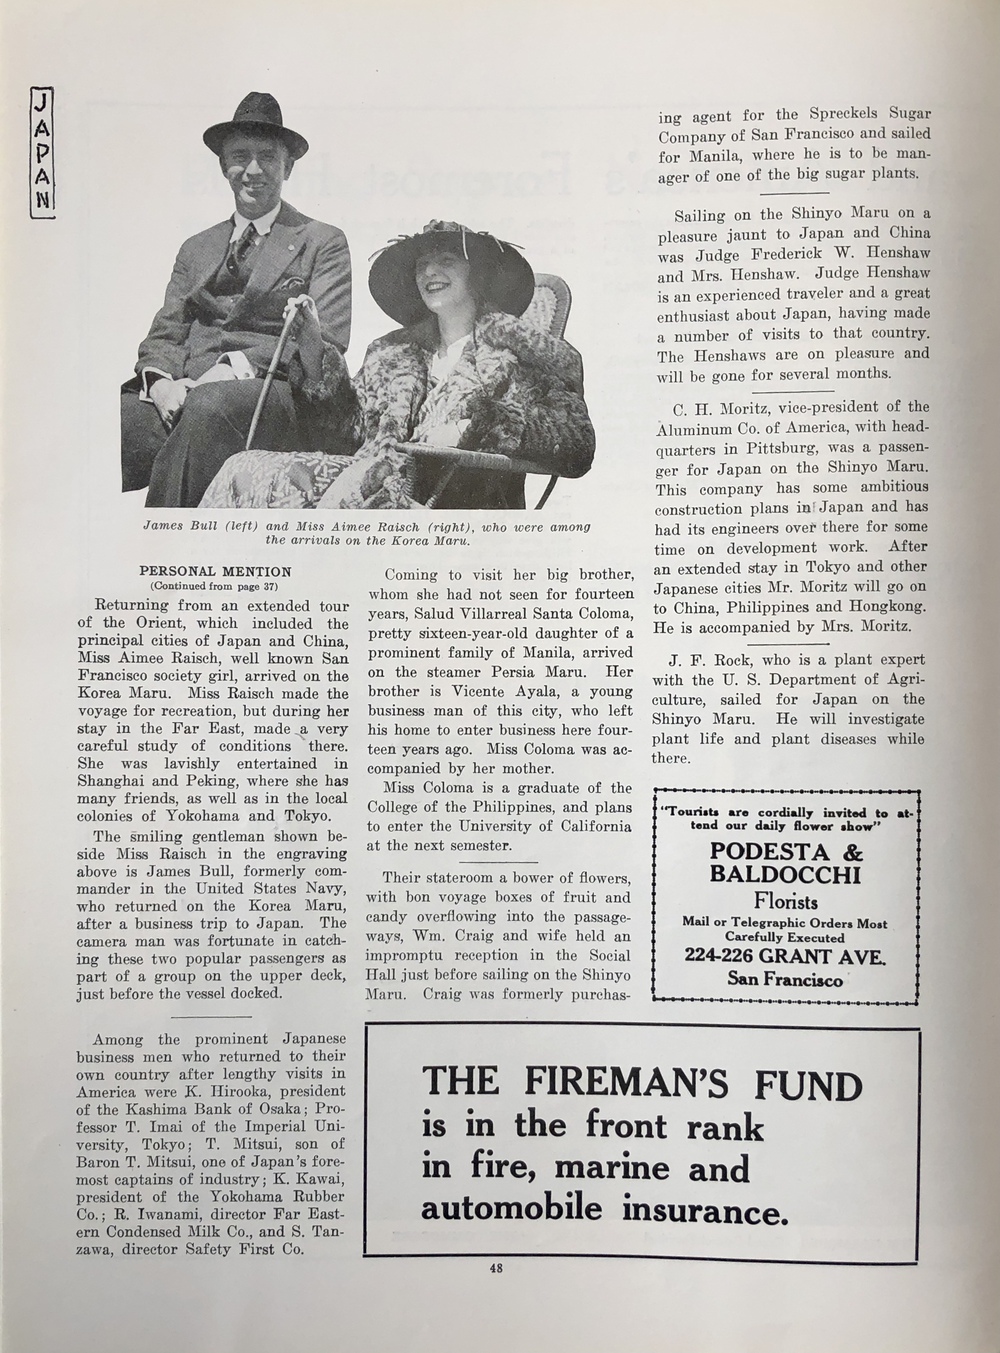 JAPAN
James Bull (left) and Miss Aimee Raisch (right), who were among
the arrivals on the Korea Maru.
PERSONAL MENTION
(Continued from page 37)
Returning from an extended tour
of the Orient, which included the
principal cities of Japan and China,
Miss Aimee Raisch, well known San
Francisco society girl, arrived on the
Korea Maru. Miss Raisch made the
voyage for recreation, but during her
stay in the Far East, made a very
careful study of conditions there.
She was lavishly entertained in
Shanghai and Peking, where she has
many friends, as well as in the local
colonies of Yokohama and Tokyo.
The smiling gentleman shown be-
side Miss Raisch in the engraving
above is James Bull, formerly com-
mander in the United States Navy,
who returned on the Korea Maru,
after a business trip to Japan. The
camera man was fortunate in catch-
ing these two popular passengers as
part of a group on the upper deck,
just before the vessel docked.
Among the prominent Japanese
business men who returned to their
own country after lengthy visits in
America were K. Hirooka, president
of the Kashima Bank of Osaka; Pro-
fessor T. Imai of the Imperial Uni-
versity, Tokyo; T. Mitsui, son of
Baron T. Mitsui, one of Japan's fore-
most captains of industry; K. Kawai,
president of the Yokohama Rubber
Co.; R. Iwanami, director Far East-
ern Condensed Milk Co., and S. Tan-
zawa, director Safety First Co.
Coming to visit her big brother,
whom she had not seen for fourteen
years, Salud Villarreal Santa Coloma,
pretty sixteen-year-old daughter of a
prominent family of Manila, arrived
on the steamer Persia Maru. Her
brother is Vicente Ayala, a young
business man of this city, who left
his home to enter business here four-
teen years ago. Miss Coloma was ac-
companied by her mother.
Miss Coloma is a graduate of the
College of the Philippines, and plans
to enter the University of California
at the next semester.
Their stateroom a bower of flowers,
with bon voyage boxes of fruit and
candy overflowing into the passage-
ways, Wm. Craig and wife held an
impromptu reception in the Social
Hall just before sailing on the Shinyo
Maru. Craig was formerly purchas-
ing agent for the Spreckels Sugar
Company of San Francisco and sailed
for Manila, where he is to be man-
ager of one of the big sugar plants.
Sailing on the Shinyo Maru on a
pleasure jaunt to Japan and China
was Judge Frederick W. Henshaw
and Mrs. Henshaw. Judge Henshaw
is an experienced traveler and a great
enthusiast about Japan, having made
a number of visits to that country.
The Henshaws are on pleasure and
will be gone for several months.
C. H. Moritz, vice-president of the
Aluminum Co. of America, with head-
quarters in Pittsburg, was a passen-
ger for Japan on the Shinyo Maru.
This company has some ambitious
construction plans in Japan and has
had its engineers over there for some
time on development work. After
an extended stay in Tokyo and other
Japanese cities Mr. Moritz will go on
to China, Philippines and Hongkong.
He is accompanied by Mrs. Moritz.
J. F. Rock, who is a plant expert
with the U. S. Department of Agri-
culture, sailed for Japan on the
Shinyo Maru. He will investigate
plant life and plant diseases while
there.
"Tourists are cordially invited to at-
tend our daily flower show"
PODESTA &
BALDOCCHI
Florists
Mail or Telegraphic Orders Most
Carefully Executed
224-226 GRANT AVE.
San Francisco
THE FIREMAN'S FUND
is in the front rank
in fire, marine and
automobile insurance.
48